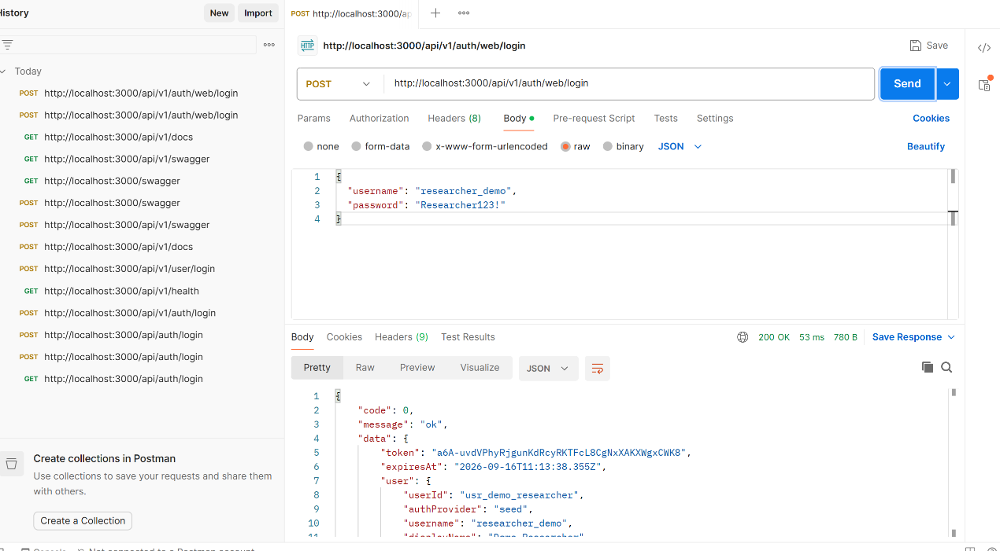 History
New
Import
POST http://localhost:3000/ap
Today
POST http://localhost:3000/api/v1/auth/web/login
POST http://localhost:3000/api/v1/auth/web/login
GET http://localhost:3000/api/v1/docs
GET http://localhost:3000/api/v1/swagger
GET http://localhost:3000/swagger
POST http://localhost:3000/swagger
POST http://localhost:3000/api/v1/swagger
POST http://localhost:3000/api/v1/docs
POST http://localhost:3000/api/v1/user/login
GET http://localhost:3000/api/v1/health
POST http://localhost:3000/api/v1/auth/login
POST http://localhost:3000/api/auth/login
POST http://localhost:3000/api/auth/login
GET http://localhost:3000/api/auth/login
Create collections in Postman
Use collections to save your requests and share them
with others.
Create a Collection
Console Not connected to a Postman account
HTTP http://localhost:3000/api/v1/auth/web/login
Save
POST http://localhost:3000/api/v1/auth/web/login
Send
Params Authorization Headers (8) Body Pre-request Script Tests Settings Cookies
none form-data x-www-form-urlencoded raw binary JSON Beautify
1 {
2 "username": "researcher_demo",
3 "password": "Researcher123!"
4 }
Body Cookies Headers (9) Test Results 200 OK 53 ms 780 B Save Response
Pretty Raw Preview Visualize JSON
1 {
2 "code": 0,
3 "message": "ok",
4 "data": {
5 "token": "a6A-uvdVPhyRjgunKdRcyRKTFcL8CgNxXAKXWgxCWK8",
6 "expiresAt": "2026-09-16T11:13:38.355Z",
7 "user": {
8 "userId": "usr_demo_researcher",
9 "authProvider": "seed",
10 "username": "researcher_demo",
11 "displayName": "Demo Researcher"